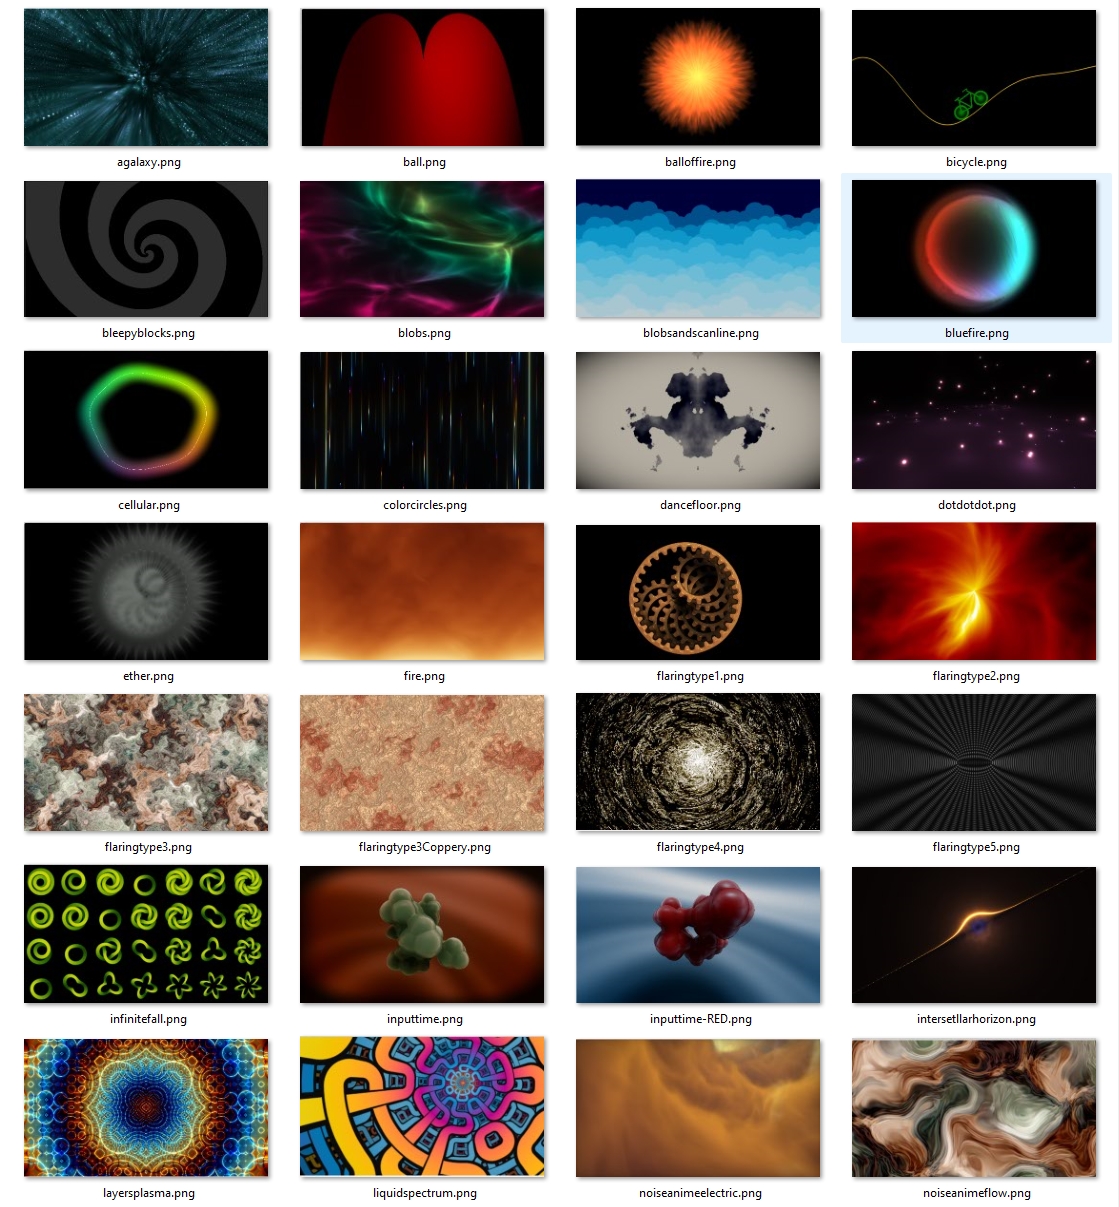 agalaxy.png
ball.png
balloffire.png
bicycle.png
bleepyblocks.png
blobs.png
blobsandscanline.png
bluefire.png
cellular.png
colorcircles.png
dancefloor.png
dotdotdot.png
ether.png
fire.png
flaringtype1.png
flaringtype2.png
flaringtype3.png
flaringtype3Coppery.png
flaringtype4.png
flaringtype5.png
infinitefall.png
inputtime.png
inputtime-RED.png
intersetllarhorizon.png
layersplasma.png
liquidspectrum.png
noiseanimeelectric.png
noiseanimeflow.png